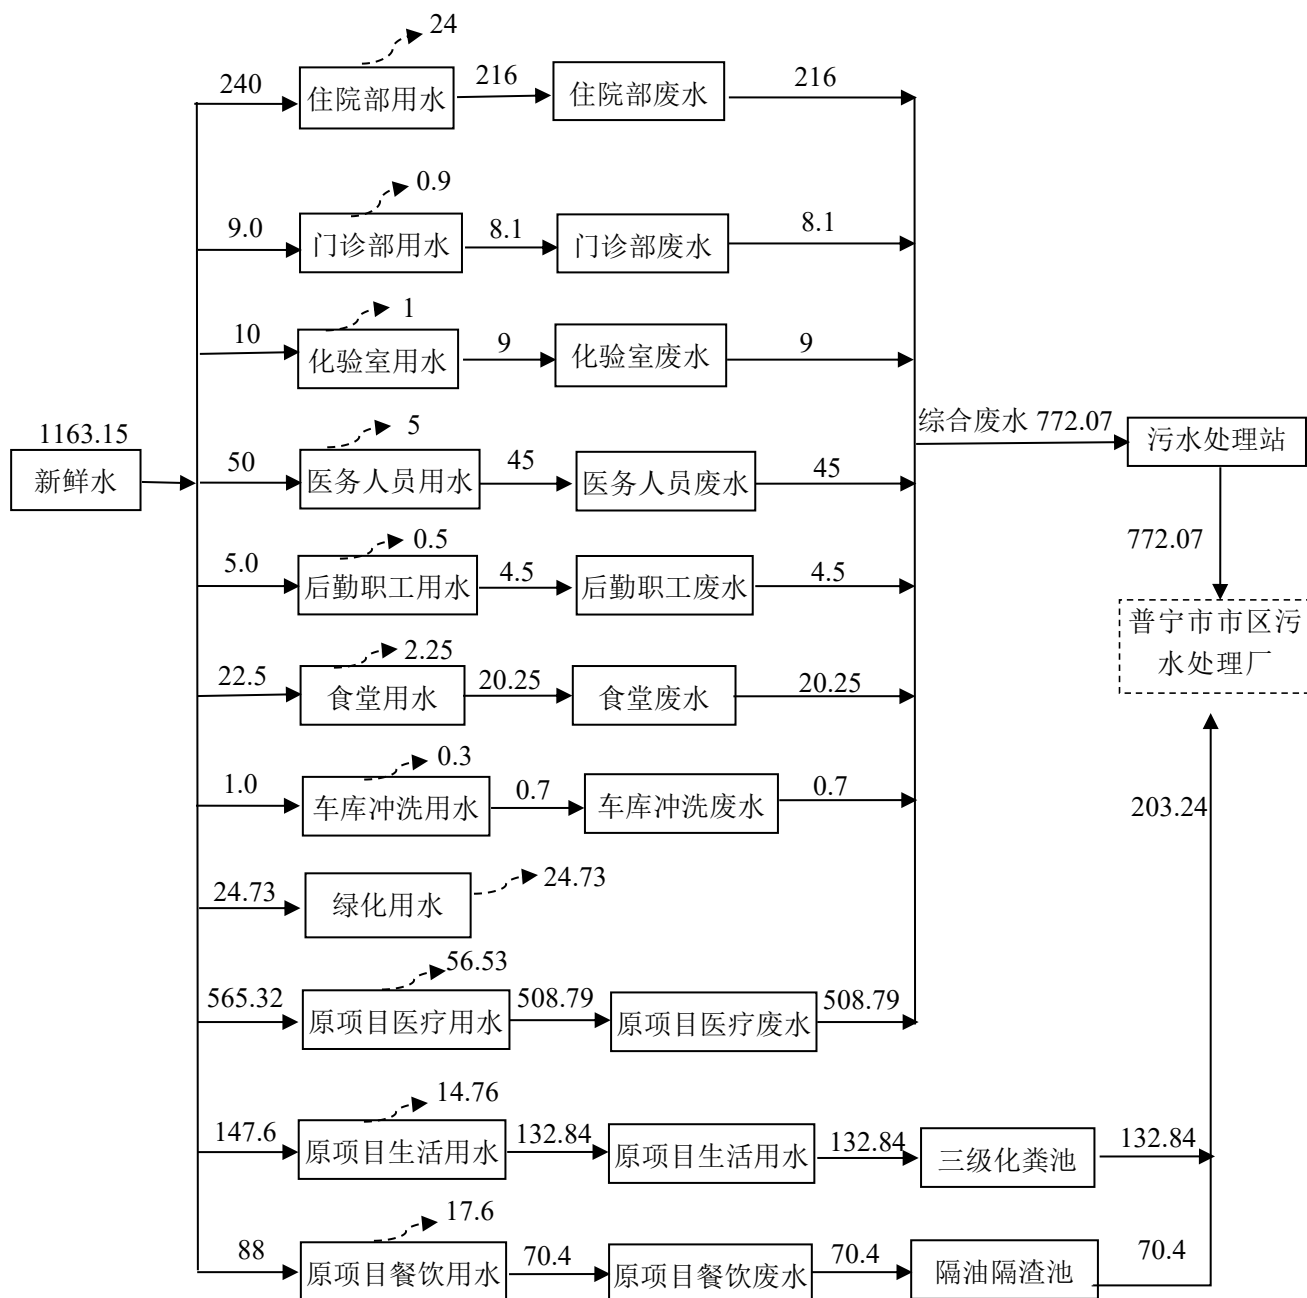 24
240
住院部用水
216
住院部废水
216
0.9
9.0
门诊部用水
8.1
门诊部废水
8.1
1
10
化验室用水
9
化验室废水
9
1163.15
新鲜水
5
50
医务人员用水
45
医务人员废水
45
综合废水 772.07
污水处理站
772.07
普宁市市区污
水处理厂
0.5
5.0
后勤职工用水
4.5
后勤职工废水
4.5
2.25
22.5
食堂用水
20.25
食堂废水
20.25
0.3
1.0
车库冲洗用水
0.7
车库冲洗废水
0.7
203.24
24.73
绿化用水
24.73
56.53
565.32
原项目医疗用水
508.79
原项目医疗废水
508.79
14.76
147.6
原项目生活用水
132.84
原项目生活用水
132.84
三级化粪池
132.84
17.6
88
原项目餐饮用水
70.4
原项目餐饮废水
70.4
隔油隔渣池
70.4